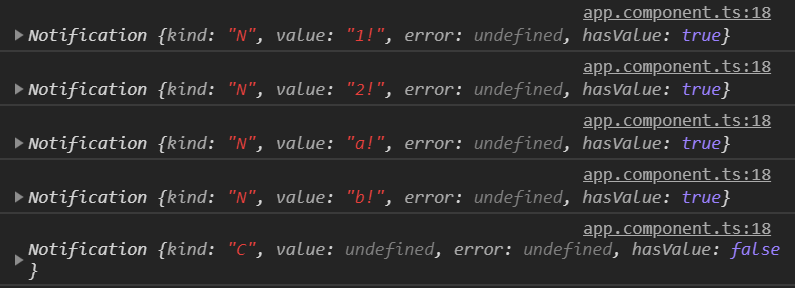 app.component.ts:18
Notification {kind: "N", value: "1!", error: undefined, hasValue: true}
app.component.ts:18
Notification {kind: "N", value: "2!", error: undefined, hasValue: true}
app.component.ts:18
Notification {kind: "N", value: "a!", error: undefined, hasValue: true}
app.component.ts:18
Notification {kind: "N", value: "b!", error: undefined, hasValue: true}
app.component.ts:18
Notification {kind: "C", value: undefined, error: undefined, hasValue: false
}